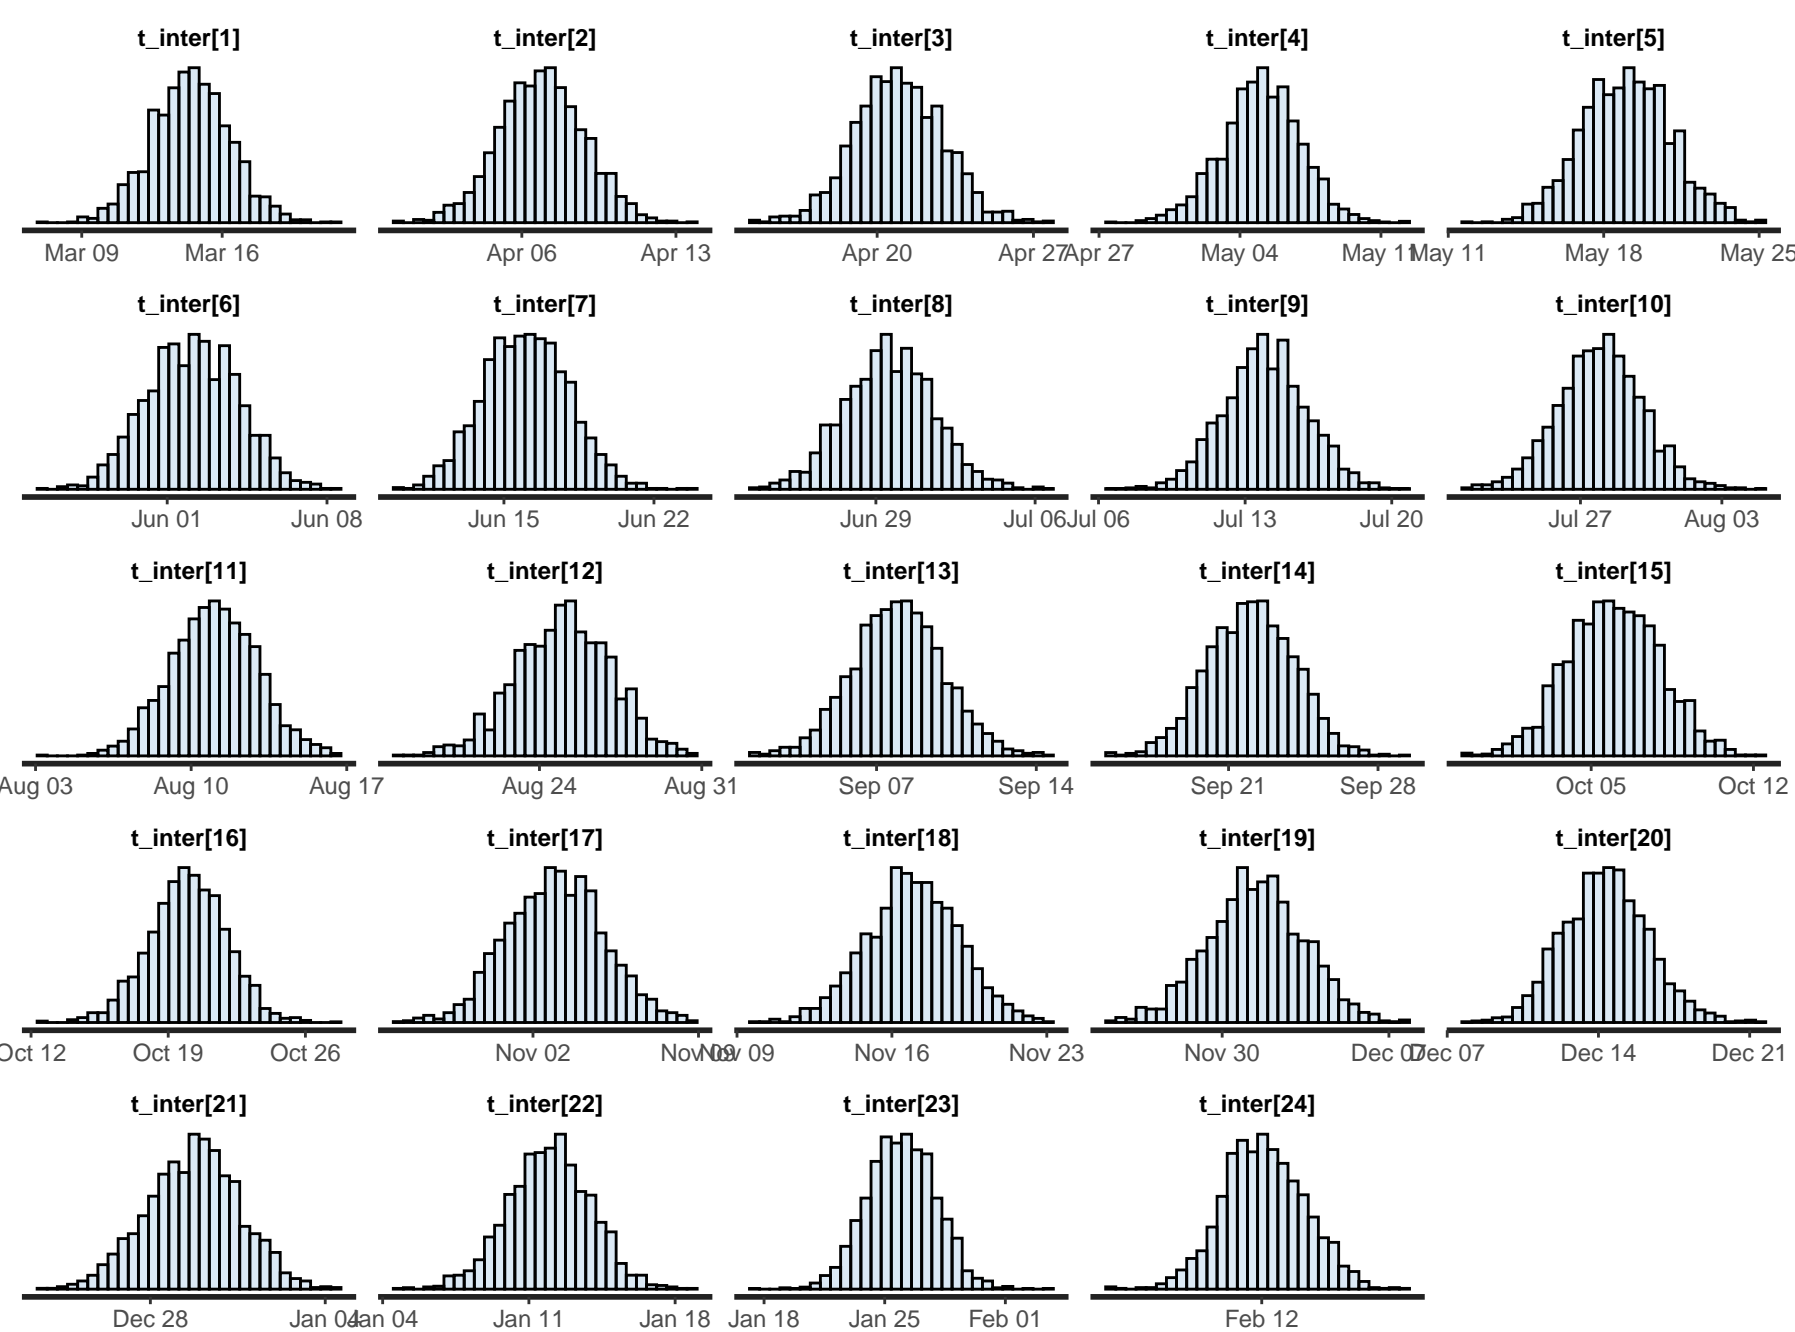 t_inter[1] t_inter[2] t_inter[3] t_inter[4] t_inter[5]
Mar 09 Mar 16 Apr 06 Apr 13 Apr 20 Apr 27 Apr 27 May 04 May 11 May 11 May 18 May 25
t_inter[6] t_inter[7] t_inter[8] t_inter[9] t_inter[10]
Jun 01 Jun 08 Jun 15 Jun 22 Jun 29 Jul 06 Jul 06 Jul 13 Jul 20 Jul 27 Aug 03
t_inter[11] t_inter[12] t_inter[13] t_inter[14] t_inter[15]
Aug 03 Aug 10 Aug 17 Aug 24 Aug 31 Sep 07 Sep 14 Sep 21 Sep 28 Oct 05 Oct 12
t_inter[16] t_inter[17] t_inter[18] t_inter[19] t_inter[20]
Oct 12 Oct 19 Oct 26 Nov 02 Nov 09 Nov 09 Nov 16 Nov 23 Nov 30 Dec 07 Dec 07 Dec 14 Dec 21
t_inter[21] t_inter[22] t_inter[23] t_inter[24]
Dec 28 Jan 04 Jan 04 Jan 11 Jan 18 Jan 18 Jan 25 Feb 01 Feb 12